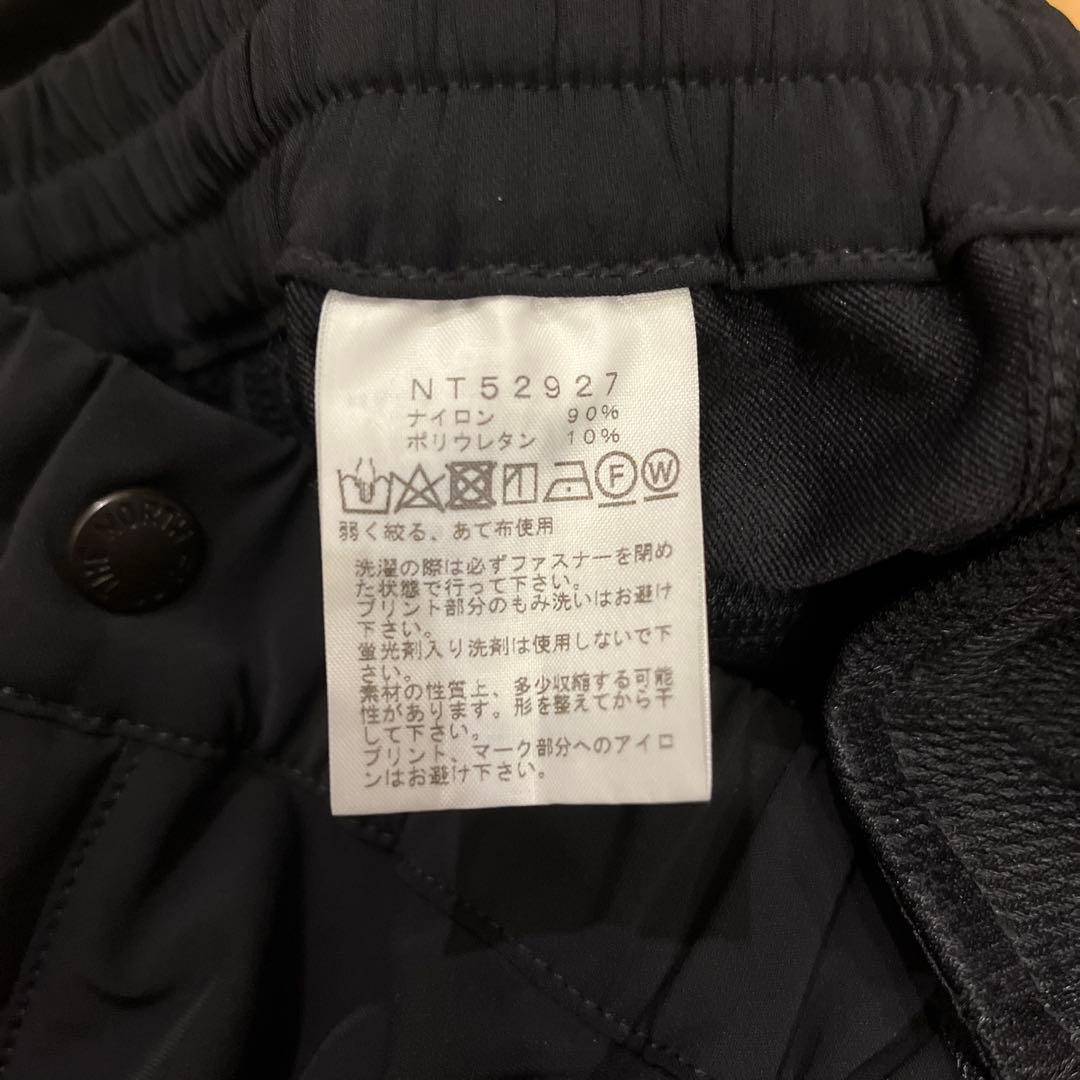 NT52927
ナイロン 90%
ポリウレタン 10%
F W
弱く絞る、あて布使用
洗濯の際は必ずファスナーを閉め
た状態で行って下さい。
プリント部分のもみ洗いはお避け
下さい。
蛍光剤入り洗剤は使用しないで下
さい。
素材の性質上、多少収縮する可能
性があります。形を整えてから干
して下さい。
プリント、マーク部分へのアイロ
ンはお避け下さい。
NORTH